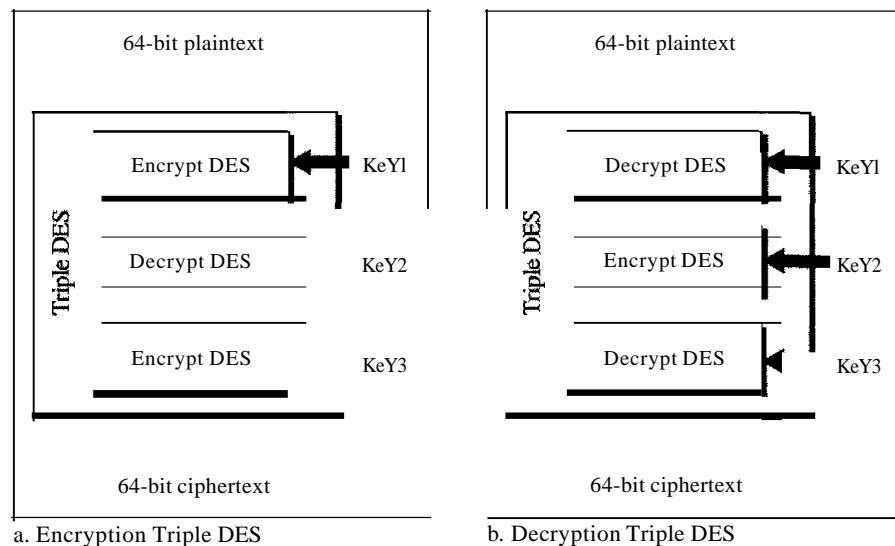 64-bit plaintext
Triple DES
Encrypt DES
KeYl
Decrypt DES
KeY2
Encrypt DES
KeY3
64-bit ciphertext
a. Encryption Triple DES
64-bit plaintext
Triple DES
Decrypt DES
KeYl
Encrypt DES
KeY2
Decrypt DES
KeY3
64-bit ciphertext
b. Decryption Triple DES